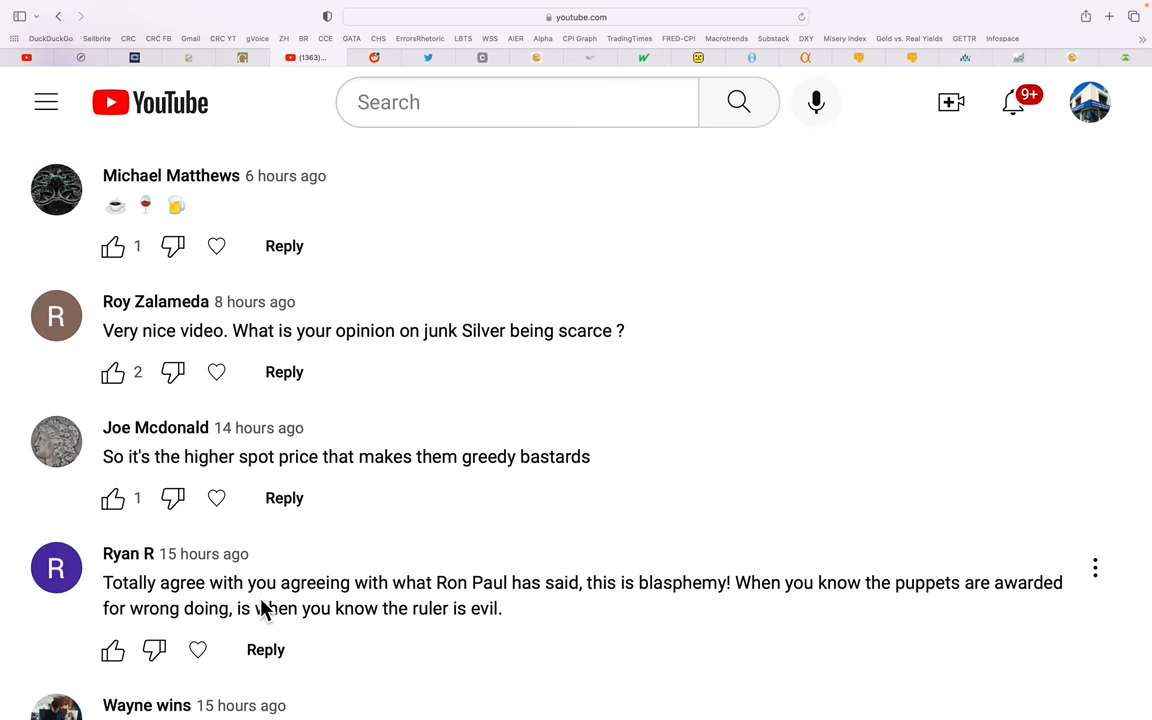 youtube.com
DuckDuckGo Sellbrite CRC CRC FB Gmail CRC YT gVoice ZH BR CCE GATA CHS ErrorsRhetoric LBTS WSS AIER Alpha CPI Graph TradingTimes FRED-CPI Macrotrends Substack DXY Misery Index Gold vs. Real Yields GETTR Infospace
(1363)...
YouTube Search 9+
Michael Matthews 6 hours ago
1 Reply
R Roy Zalameda 8 hours ago
Very nice video. What is your opinion on junk Silver being scarce ?
2 Reply
Joe Mcdonald 14 hours ago
So it's the higher spot price that makes them greedy bastards
1 Reply
R Ryan R 15 hours ago
Totally agree with you agreeing with what Ron Paul has said, this is blasphemy! When you know the puppets are awarded
for wrong doing, is when you know the ruler is evil.
Reply
Wayne wins 15 hours ago